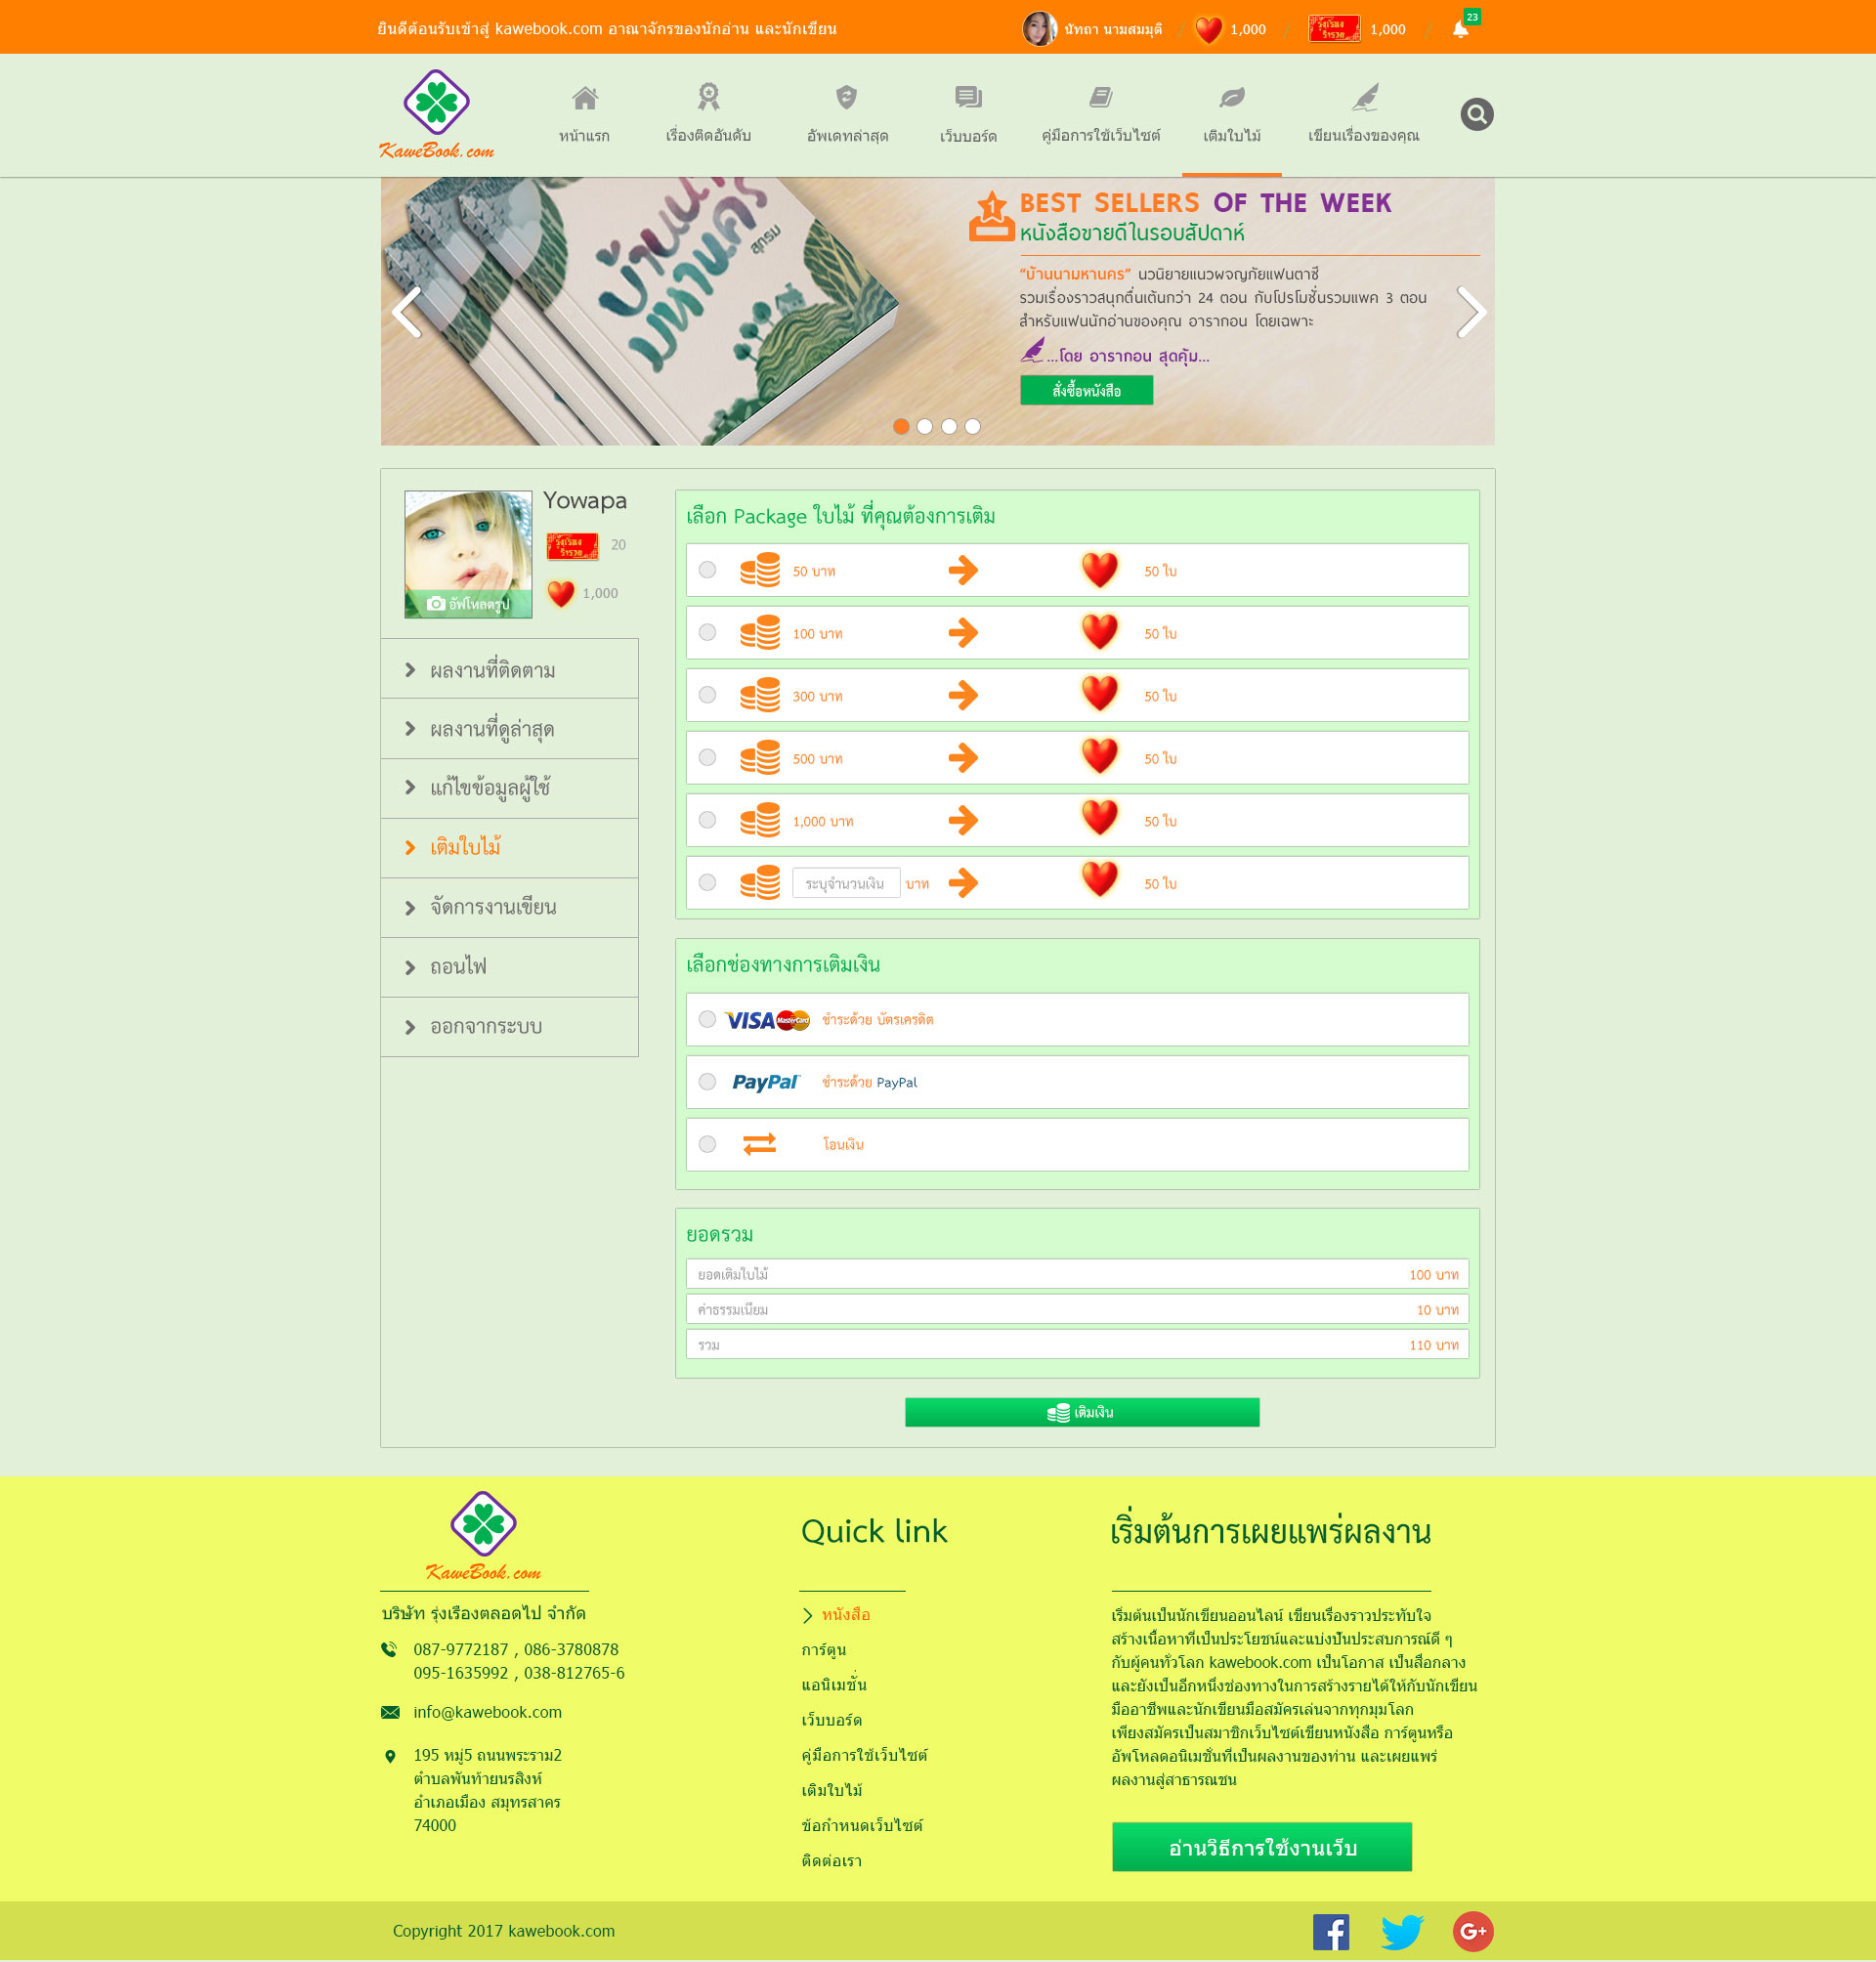 ยินดีต้อนรับเข้าสู่ kawebook.com อาณาจักรของนักอ่าน และนักเขียน
นัทถา นามสมมุติ / 1,000 / รุ่งเรือง ร่ำรวย 1,000 / 23
KaweBook.com
หน้าแรก
เรื่องติดอันดับ
อัพเดทล่าสุด
เว็บบอร์ด
คู่มือการใช้เว็บไซต์
เติมใบไม้
เขียนเรื่องของคุณ
บ้านนาม
มหานคร
1
BEST SELLERS OF THE WEEK
หนังสือขายดีในรอบสัปดาห์
"บ้านนามหานคร" นวนิยายแนวผจญภัยแฟนตาซี
รวมเรื่องราวสนุกตื่นเต้นกว่า 24 ตอน กับโปรโมชั่นรวมแพค 3 ตอน
สำหรับแฟนนักอ่านของคุณ อารากอน โดยเฉพาะ
...โดย อารากอน สุดคุ้ม...
สั่งซื้อหนังสือ
Yowapa
รุ่งเรือง ร่ำรวย 20
1,000
อัพโหลดรูป
ผลงานที่ติดตาม
ผลงานที่ดูล่าสุด
แก้ไขข้อมูลผู้ใช้
เติมใบไม้
จัดการงานเขียน
ถอนไฟ
ออกจากระบบ
เลือก Package ใบไม้ ที่คุณต้องการเติม
50 บาท 50 ใบ
100 บาท 50 ใบ
300 บาท 50 ใบ
500 บาท 50 ใบ
1,000 บาท 50 ใบ
ระบุจำนวนเงิน บาท 50 ใบ
เลือกช่องทางการเติมเงิน
VISA MasterCard ชำระด้วย บัตรเครดิต
PayPal ชำระด้วย PayPal
โอนเงิน
ยอดรวม
ยอดเติมใบไม้ 100 บาท
ค่าธรรมเนียม 10 บาท
รวม 110 บาท
เติมเงิน
KaweBook.com
บริษัท รุ่งเรืองตลอดไป จำกัด
087-9772187 , 086-3780878
095-1635992 , 038-812765-6
info@kawebook.com
195 หมู่5 ถนนพระราม2
ตำบลพันท้ายนรสิงห์
อำเภอเมือง สมุทรสาคร
74000
Quick link
หนังสือ
การ์ตูน
แอนิเมชั่น
เว็บบอร์ด
คู่มือการใช้เว็บไซต์
เติมใบไม้
ข้อกำหนดเว็บไซต์
ติดต่อเรา
เริ่มต้นการเผยแพร่ผลงาน
เริ่มต้นเป็นนักเขียนออนไลน์ เขียนเรื่องราวประทับใจ
สร้างเนื้อหาที่เป็นประโยชน์และแบ่งปันประสบการณ์ดี ๆ
กับผู้คนทั่วโลก kawebook.com เป็นโอกาส เป็นสื่อกลาง
และยังเป็นอีกหนึ่งช่องทางในการสร้างรายได้ให้กับนักเขียน
มืออาชีพและนักเขียนมือสมัครเล่นจากทุกมุมโลก
เพียงสมัครเป็นสมาชิกเว็บไซต์เขียนหนังสือ การ์ตูนหรือ
อัพโหลดอนิเมชั่นที่เป็นผลงานของท่าน และเผยแพร่
ผลงานสู่สาธารณชน
อ่านวิธีการใช้งานเว็บ
Copyright 2017 kawebook.com
G+